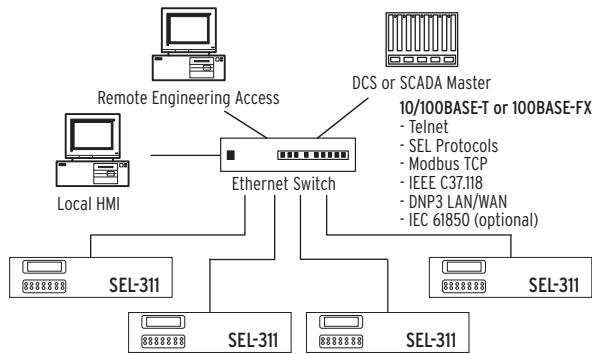 Remote Engineering Access
DCS or SCADA Master
10/100BASE-T or 100BASE-FX
- Telnet
- SEL Protocols
- Modbus TCP
- IEEE C37.118
- DNP3 LAN/WAN
- IEC 61850 (optional)
Local HMI
Ethernet Switch
SEL-311
SEL-311
SEL-311
SEL-311